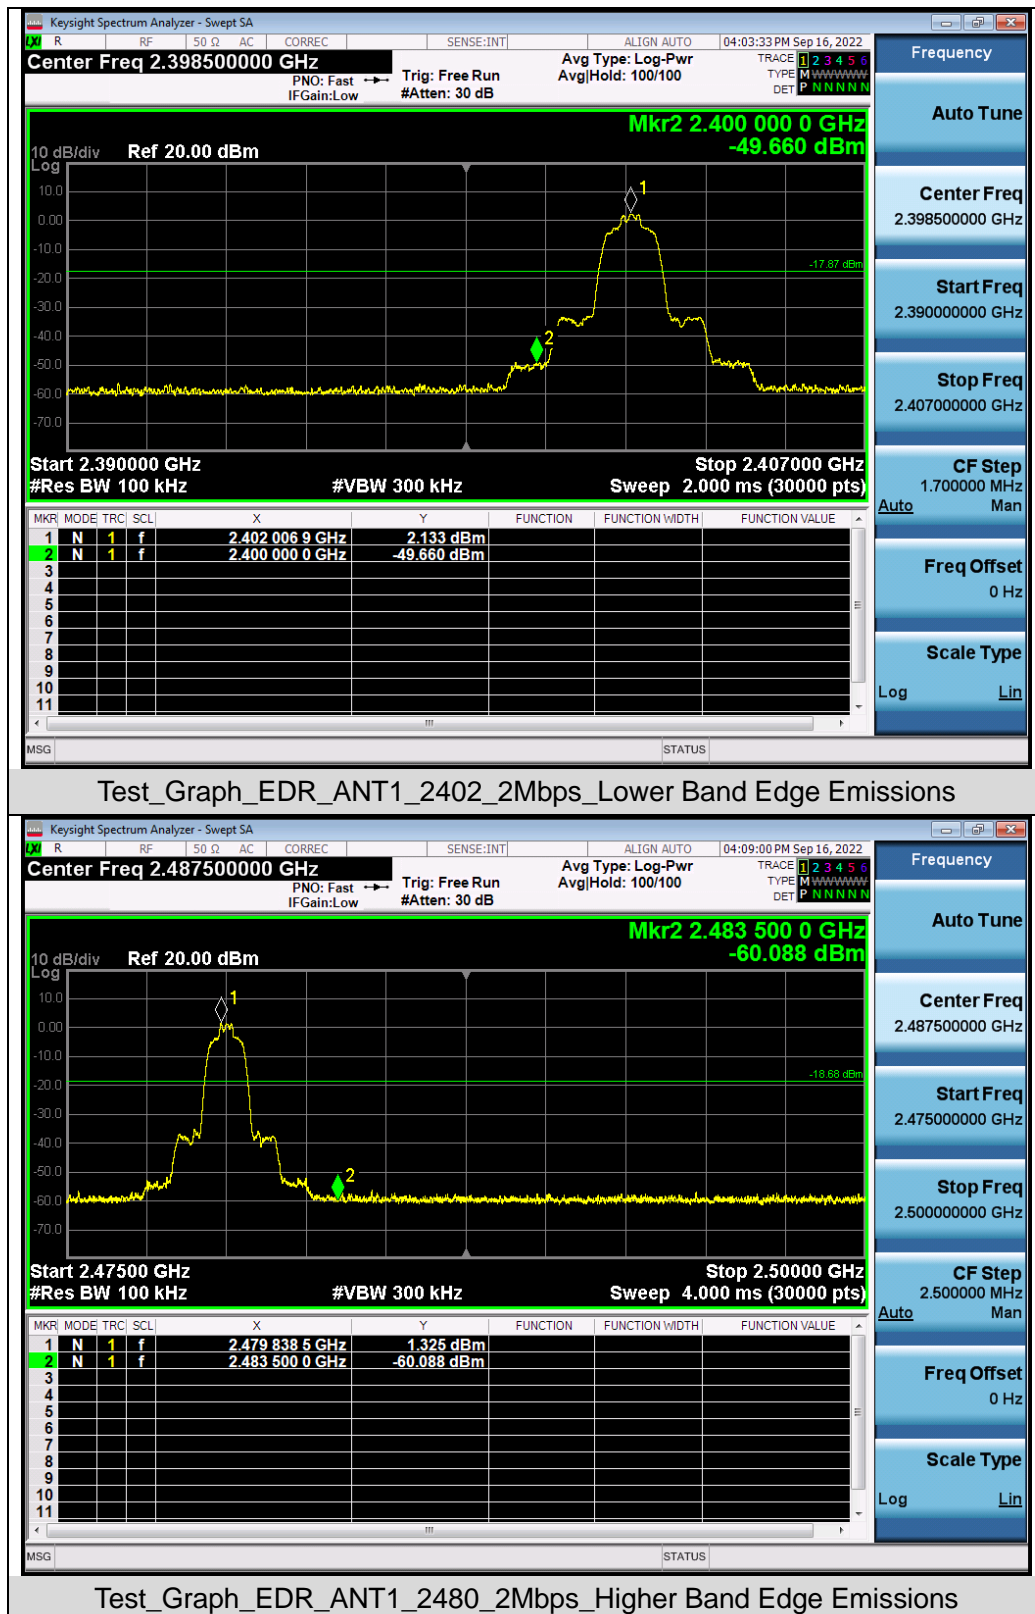 Keysight Spectrum Analyzer - Swept SA
LXI R RF 50 Ω AC CORREC SENSE:INT ALIGN AUTO 04:03:33 PM Sep 16, 2022
Center Freq 2.398500000 GHz
PNO: Fast
IFGain:Low
Trig: Free Run
#Atten: 30 dB
Avg Type: Log-Pwr
Avg|Hold: 100/100
TRACE 1 2 3 4 5 6
TYPE M W W W W W
DET P N N N N N
Mkr2 2.400 000 0 GHz
-49.660 dBm
10 dB/div
Log
Ref 20.00 dBm
1
10.0
0.00
-10.0
-17.87 dBm
-20.0
-30.0
-40.0
2
-50.0
-60.0
-70.0
Start 2.390000 GHz Stop 2.407000 GHz
#Res BW 100 kHz #VBW 300 kHz Sweep 2.000 ms (30000 pts)
MKR MODE TRC SCL X Y FUNCTION FUNCTION WIDTH FUNCTION VALUE
1 N 1 f 2.402 006 9 GHz 2.133 dBm
2 N 1 f 2.400 000 0 GHz -49.660 dBm
3
4
5
6
7
8
9
10
11
MSG STATUS
Frequency
Auto Tune
Center Freq
2.398500000 GHz
Start Freq
2.390000000 GHz
Stop Freq
2.407000000 GHz
CF Step
1.700000 MHz
Auto Man
Freq Offset
0 Hz
Scale Type
Log Lin
Test_Graph_EDR_ANT1_2402_2Mbps_Lower Band Edge Emissions
Keysight Spectrum Analyzer - Swept SA
LXI R RF 50 Ω AC CORREC SENSE:INT ALIGN AUTO 04:09:00 PM Sep 16, 2022
Center Freq 2.487500000 GHz
PNO: Fast
IFGain:Low
Trig: Free Run
#Atten: 30 dB
Avg Type: Log-Pwr
Avg|Hold: 100/100
TRACE 1 2 3 4 5 6
TYPE M W W W W W
DET P N N N N N
Mkr2 2.483 500 0 GHz
-60.088 dBm
10 dB/div
Log
Ref 20.00 dBm
1
10.0
0.00
-10.0
-18.68 dBm
-20.0
-30.0
-40.0
-50.0
2
-60.0
-70.0
Start 2.47500 GHz Stop 2.50000 GHz
#Res BW 100 kHz #VBW 300 kHz Sweep 4.000 ms (30000 pts)
MKR MODE TRC SCL X Y FUNCTION FUNCTION WIDTH FUNCTION VALUE
1 N 1 f 2.479 838 5 GHz 1.325 dBm
2 N 1 f 2.483 500 0 GHz -60.088 dBm
3
4
5
6
7
8
9
10
11
MSG STATUS
Frequency
Auto Tune
Center Freq
2.487500000 GHz
Start Freq
2.475000000 GHz
Stop Freq
2.500000000 GHz
CF Step
2.500000 MHz
Auto Man
Freq Offset
0 Hz
Scale Type
Log Lin
Test_Graph_EDR_ANT1_2480_2Mbps_Higher Band Edge Emissions